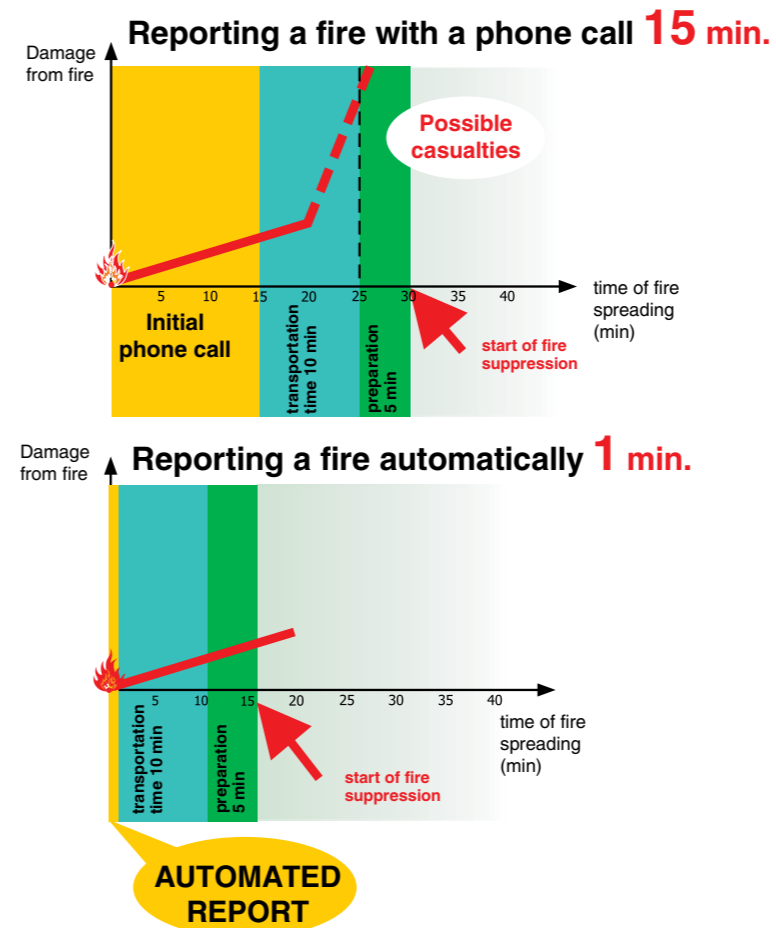 Reporting a fire with a phone call 15 min.
Damage
from fire
Possible
casualties
5 10 15 20 25 30 35 40
time of fire
spreading
(min)
Initial
phone call
transportation
time 10 min
preparation
5 min
start of fire
suppression
Reporting a fire automatically 1 min.
Damage
from fire
5 10 15 20 25 30 35 40
time of fire
spreading
(min)
transportation
time 10 min
preparation
5 min
start of fire
suppression
AUTOMATED
REPORT